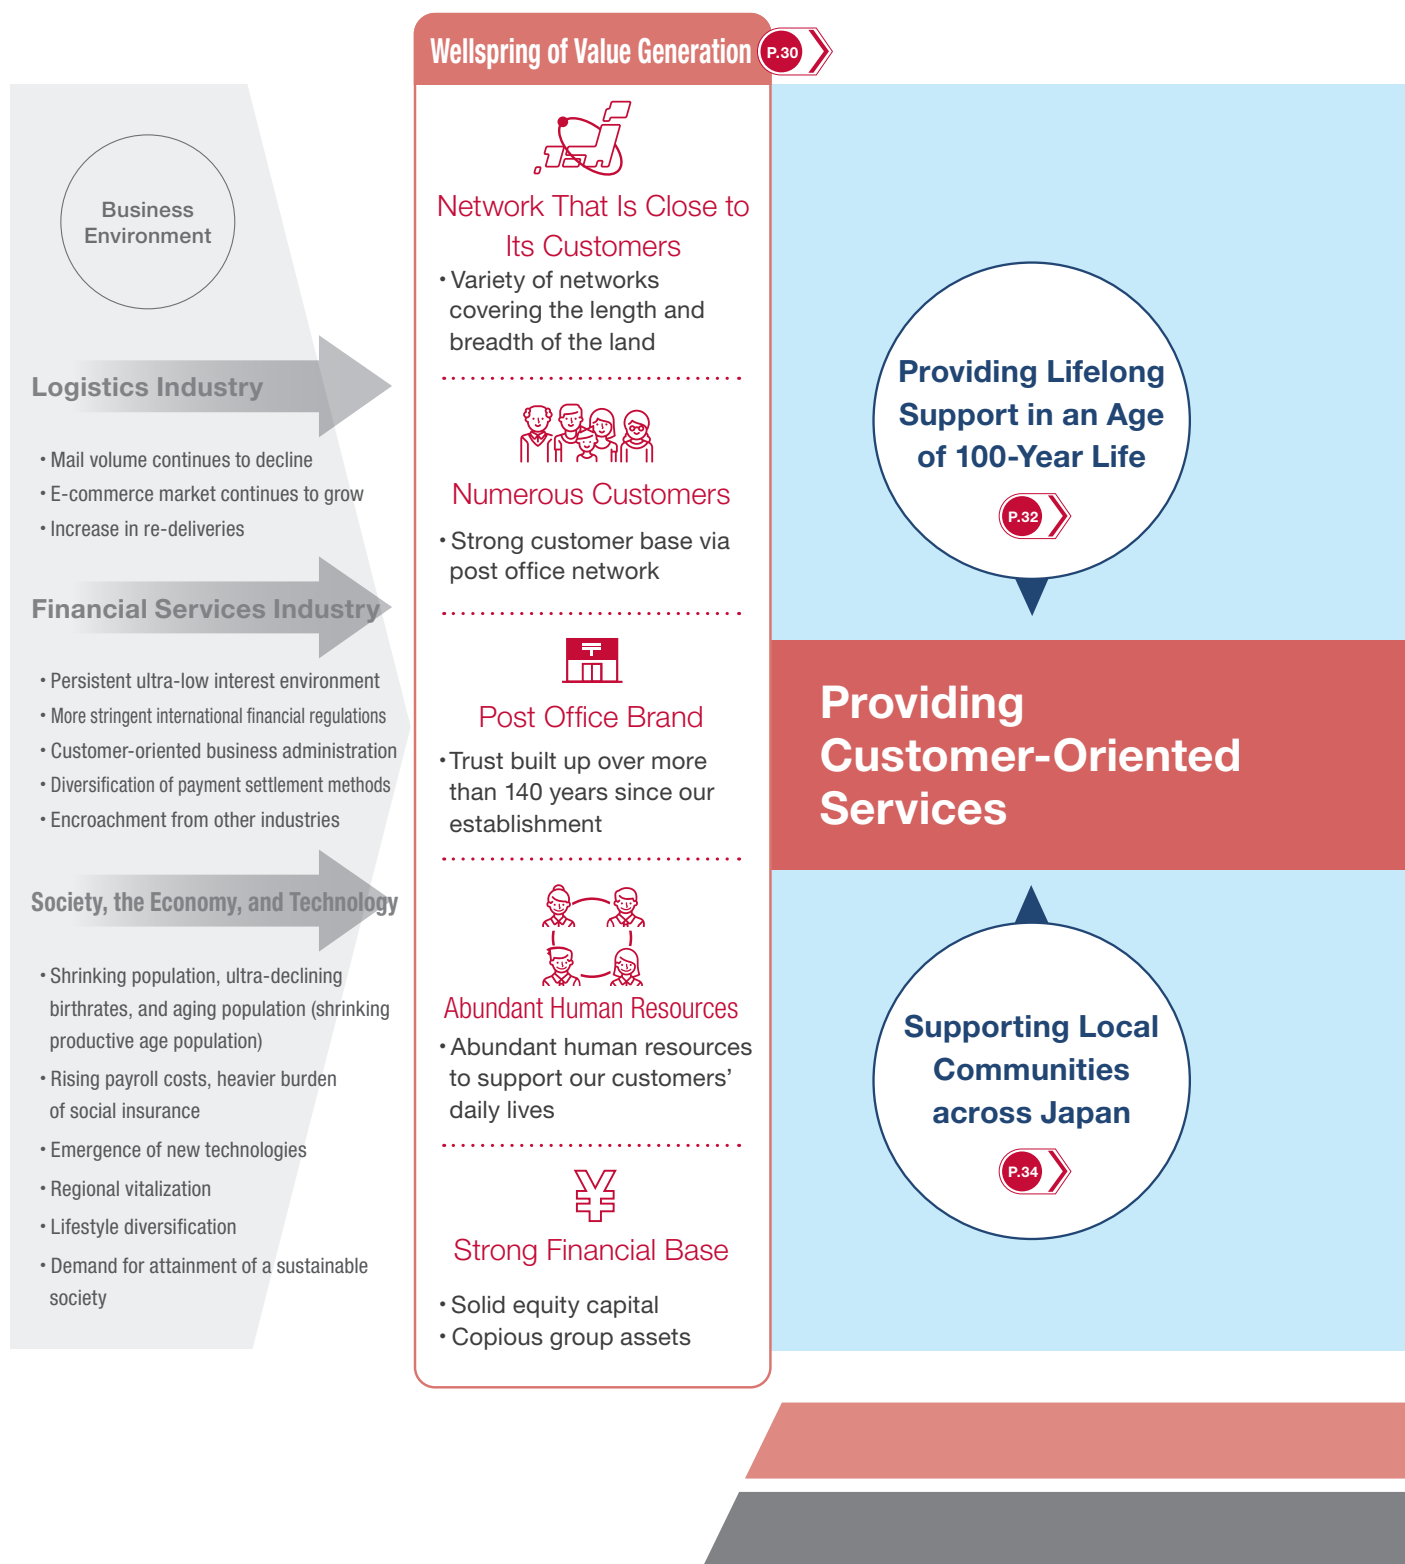 Wellspring of Value Generation
P.30
Business
Environment
Logistics Industry
・Mail volume continues to decline
・E-commerce market continues to grow
・Increase in re-deliveries
Financial Services Industry
・Persistent ultra-low interest environment
・More stringent international financial regulations
・Customer-oriented business administration
・Diversification of payment settlement methods
・Encroachment from other industries
Society, the Economy, and Technology
・Shrinking population, ultra-declining
birthrates, and aging population (shrinking
productive age population)
・Rising payroll costs, heavier burden
of social insurance
・Emergence of new technologies
・Regional vitalization
・Lifestyle diversification
・Demand for attainment of a sustainable
society
Network That Is Close to
Its Customers
・Variety of networks
covering the length and
breadth of the land
Numerous Customers
・Strong customer base via
post office network
Post Office Brand
・Trust built up over more
than 140 years since our
establishment
Abundant Human Resources
・Abundant human resources
to support our customers’
daily lives
¥
Strong Financial Base
・Solid equity capital
・Copious group assets
Providing Lifelong
Support in an Age
of 100-Year Life
P.32
Providing
Customer-Oriented
Services
Supporting Local
Communities
across Japan
P.34